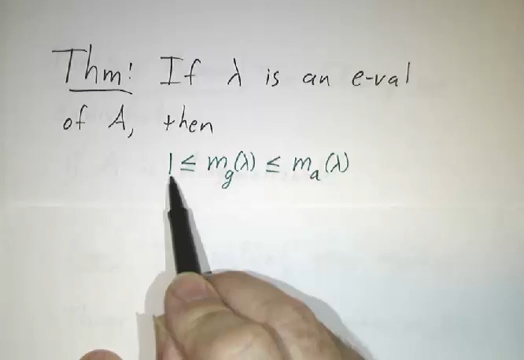 Thm: If λ is an e-val
of A, then
1 ≤ m_g(λ) ≤ m_a(λ)